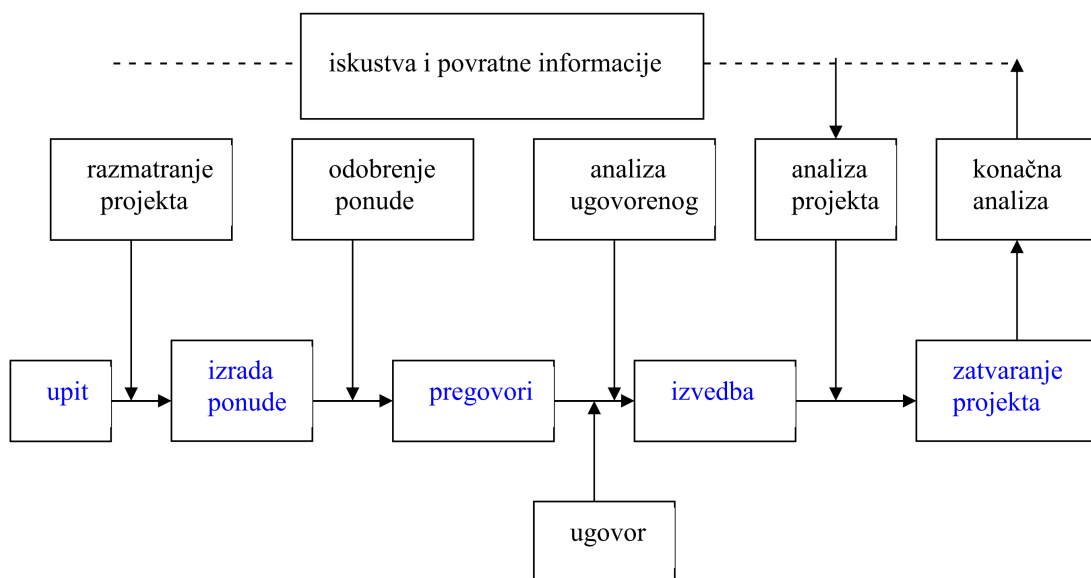 iskustva i povratne informacije
razmatranje
projekta
odobrenje
ponude
analiza
ugovorenog
analiza
projekta
konačna
analiza
upit
izrada
ponude
pregovori
izvedba
zatvaranje
projekta
ugovor